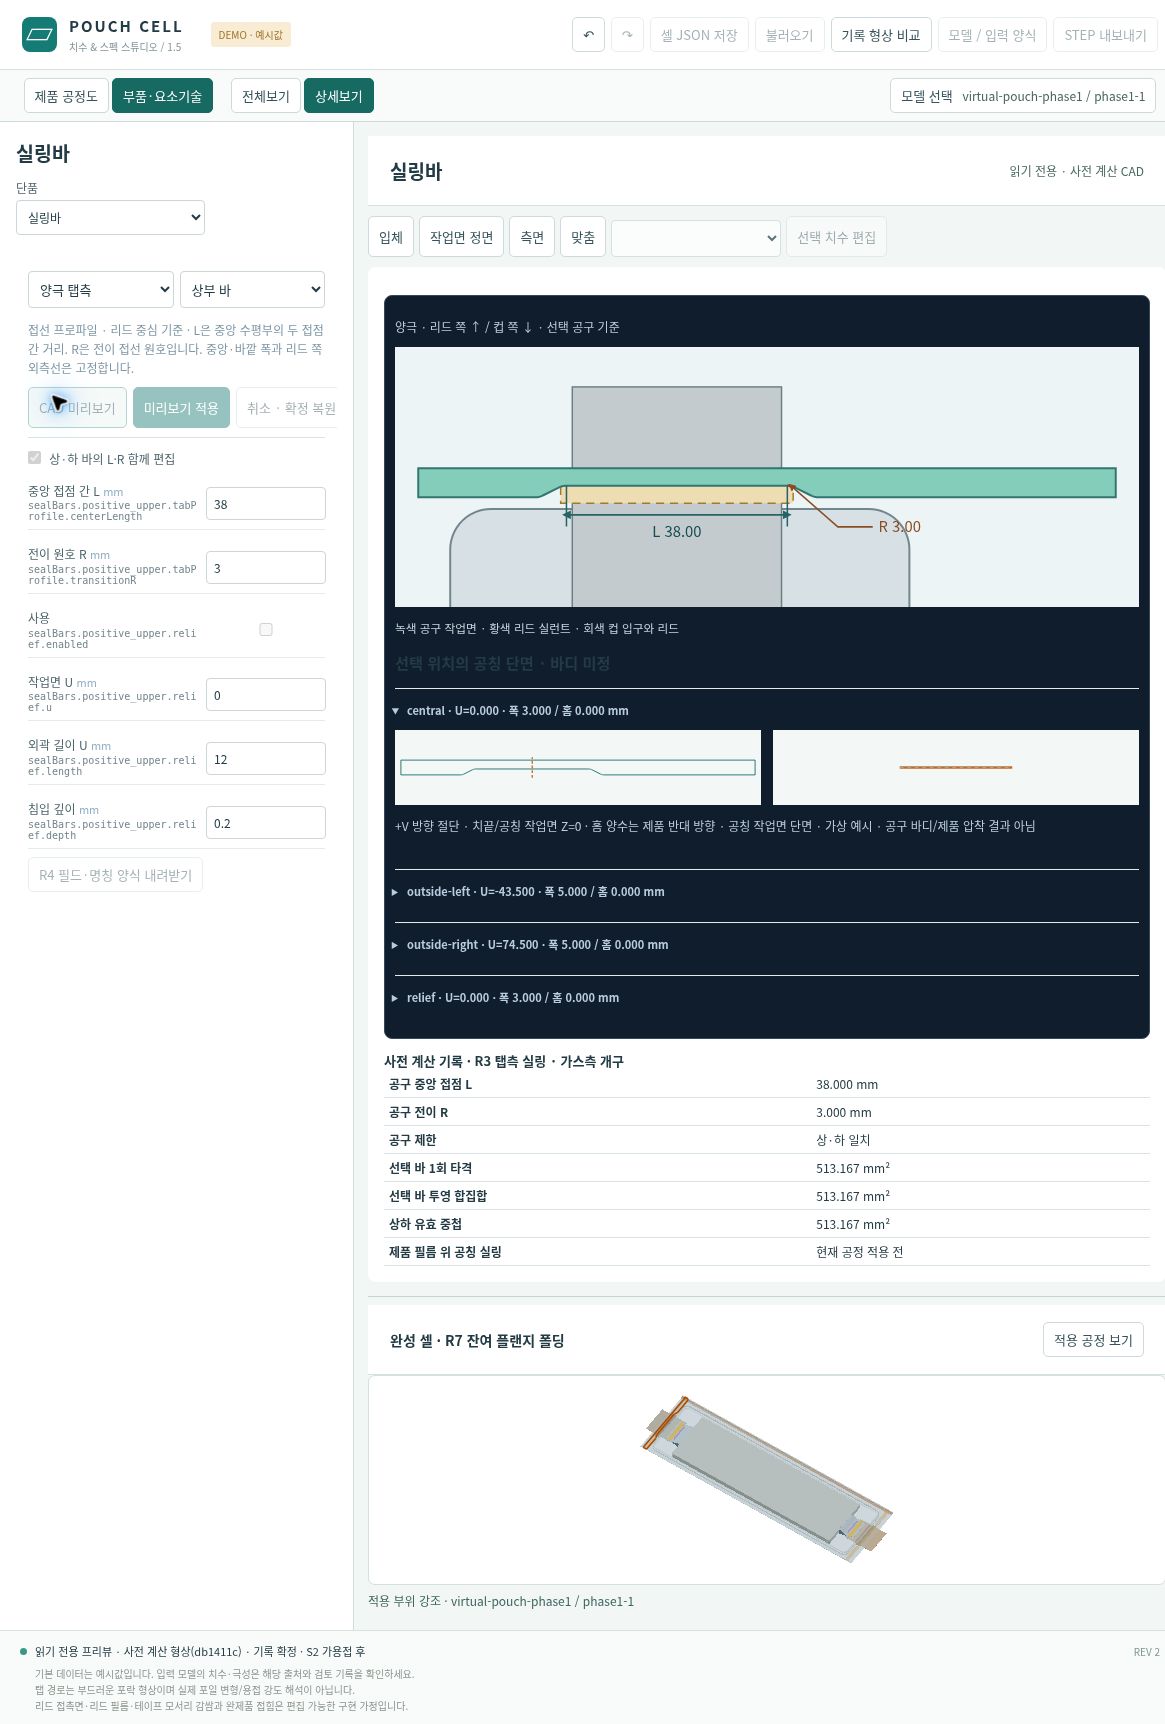 POUCH CELL
치수 & 스펙 스튜디오 / 1.5
DEMO · 예시값
↶
↷
셀 JSON 저장
불러오기
기록 형상 비교
모델 / 입력 양식
STEP 내보내기
제품 공정도
부품·요소기술
전체보기
상세보기
모델 선택 virtual-pouch-phase1 / phase1-1
실링바
단품
실링바
양극 탭측
상부 바
접선 프로파일 · 리드 중심 기준 · L은 중앙 수평부의 두 접점
간 거리. R은 전이 접선 원호입니다. 중앙·바깥 폭과 리드 쪽
외측선은 고정합니다.
CAD 미리보기
미리보기 적용
취소 · 확정 복원
상·하 바의 L·R 함께 편집
중앙 접점 간 L mm
sealBars.positive_upper.tabP
rofile.centerLength
38
전이 원호 R mm
sealBars.positive_upper.tabP
rofile.transitionR
3
사용
sealBars.positive_upper.reli
ef.enabled
작업면 U mm
sealBars.positive_upper.reli
ef.u
0
외곽 길이 U mm
sealBars.positive_upper.reli
ef.length
12
침입 깊이 mm
sealBars.positive_upper.reli
ef.depth
0.2
R4 필드·명칭 양식 내려받기
실링바
읽기 전용 · 사전 계산 CAD
입체
작업면 정면
측면
맞춤
선택 치수 편집
양극 · 리드 쪽 ↑ / 컵 쪽 ↓ · 선택 공구 기준
L 38.00
R 3.00
녹색 공구 작업면 · 황색 리드 실런트 · 회색 컵 입구와 리드
선택 위치의 공칭 단면 · 바디 미정
▼ central · U=0.000 · 폭 3.000 / 홈 0.000 mm
+V 방향 절단 · 치끝/공칭 작업면 Z=0 · 홈 양수는 제품 반대 방향 · 공칭 작업면 단면 · 가상 예시 · 공구 바디/제품 압착 결과 아님
▶ outside-left · U=-43.500 · 폭 5.000 / 홈 0.000 mm
▶ outside-right · U=74.500 · 폭 5.000 / 홈 0.000 mm
▶ relief · U=0.000 · 폭 3.000 / 홈 0.000 mm
사전 계산 기록 · R3 탭측 실링 · 가스측 개구
공구 중앙 접점 L 38.000 mm
공구 전이 R 3.000 mm
공구 제한 상·하 일치
선택 바 1회 타격 513.167 mm²
선택 바 투영 합집합 513.167 mm²
상하 유효 중첩 513.167 mm²
제품 필름 위 공칭 실링 현재 공정 적용 전
완성 셀 · R7 잔여 플랜지 폴딩
적용 공정 보기
적용 부위 강조 · virtual-pouch-phase1 / phase1-1
읽기 전용 프리뷰 · 사전 계산 형상(db1411c) · 기록 확정 · S2 가용접 후
REV 2
기본 데이터는 예시값입니다. 입력 모델의 치수·극성은 해당 출처와 검토 기록을 확인하세요.
탭 경로는 부드러운 포락 형상이며 실제 포일 변형/용접 강도 해석이 아닙니다.
리드 접촉면·리드 필름·테이프 모서리 감쌈과 완제품 접힘은 편집 가능한 구현 가정입니다.